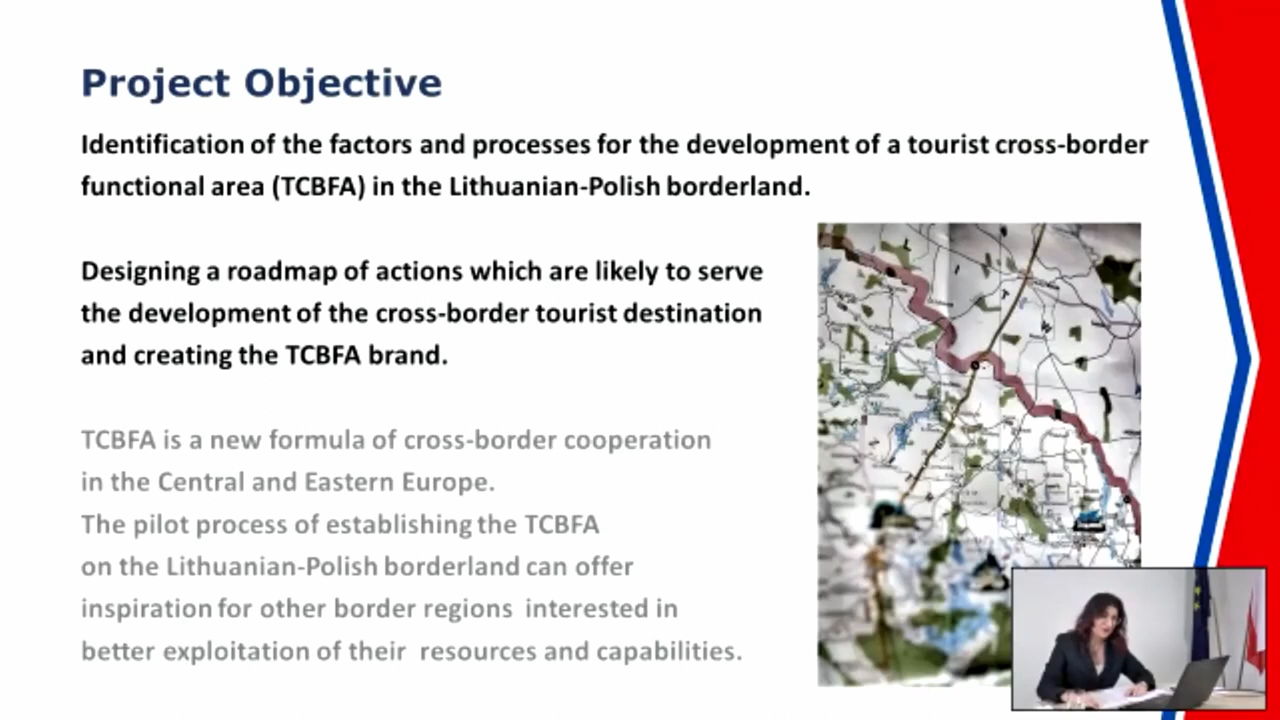 Project Objective
Identification of the factors and processes for the development of a tourist cross-border
functional area (TCBFA) in the Lithuanian-Polish borderland.
Designing a roadmap of actions which are likely to serve
the development of the cross-border tourist destination
and creating the TCBFA brand.
TCBFA is a new formula of cross-border cooperation
in the Central and Eastern Europe.
The pilot process of establishing the TCBFA
on the Lithuanian-Polish borderland can offer
inspiration for other border regions interested in
better exploitation of their resources and capabilities.